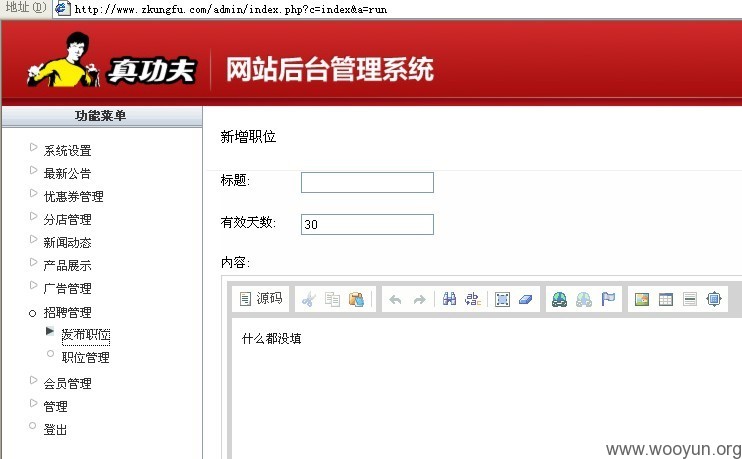 地址(D) http://www.zkungfu.com/admin/index.php?c=index&a=run
真功夫 网站后台管理系统
功能菜单
系统设置
最新公告
优惠券管理
分店管理
新闻动态
产品展示
广告管理
招聘管理
发布职位
职位管理
会员管理
管理
登出
新增职位
标题:
有效天数: 30
内容:
源码
什么都没填
www.wooyun.org